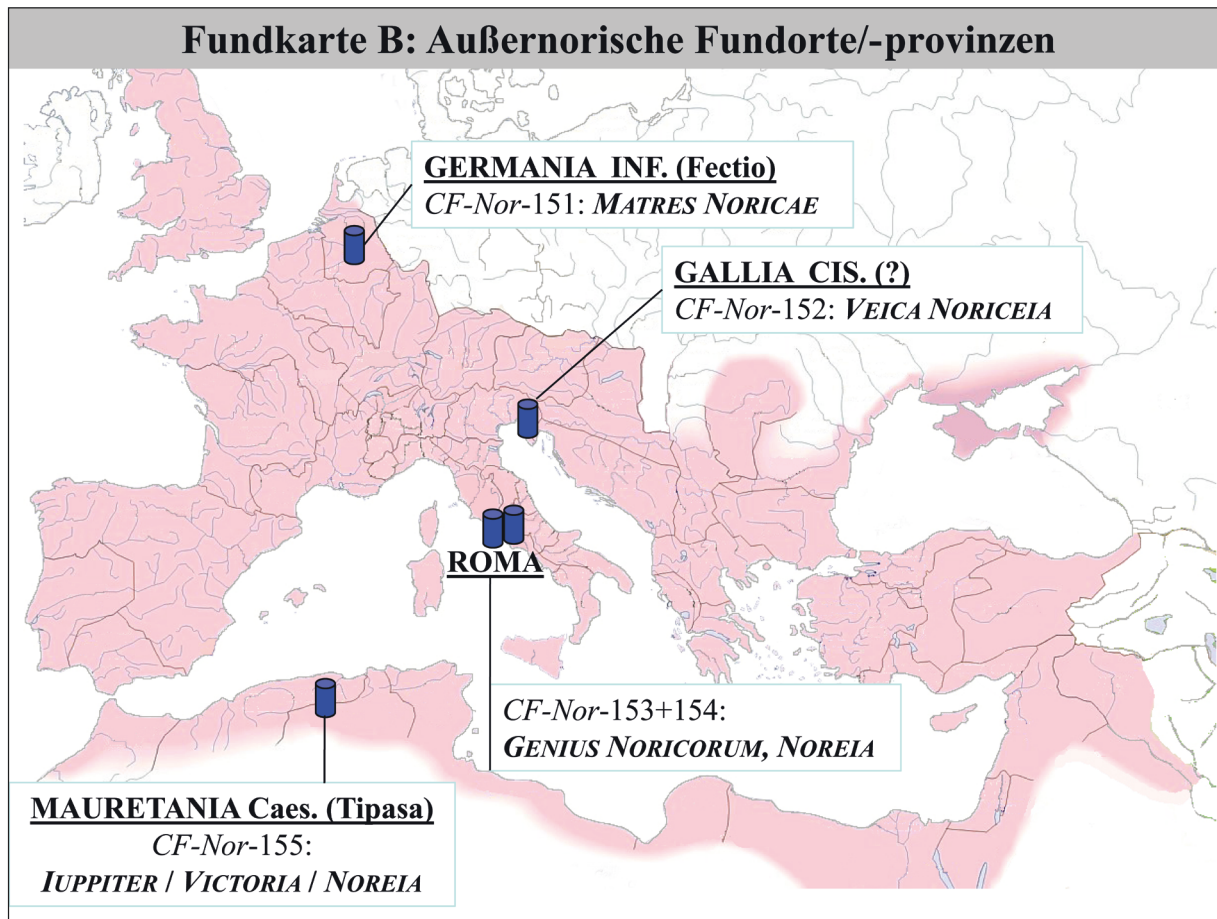 Fundkarte B: Außernorische Fundorte/-provinzen
GERMANIA INF. (Fectio)
CF-Nor-151: MATRES NORICAE
GALLIA CIS. (?)
CF-Nor-152: VEICA NORICEIA
ROMA
CF-Nor-153+154:
GENIUS NORICORUM, NOREIA
MAURETANIA Caes. (Tipasa)
CF-Nor-155:
IUPPITER / VICTORIA / NOREIA